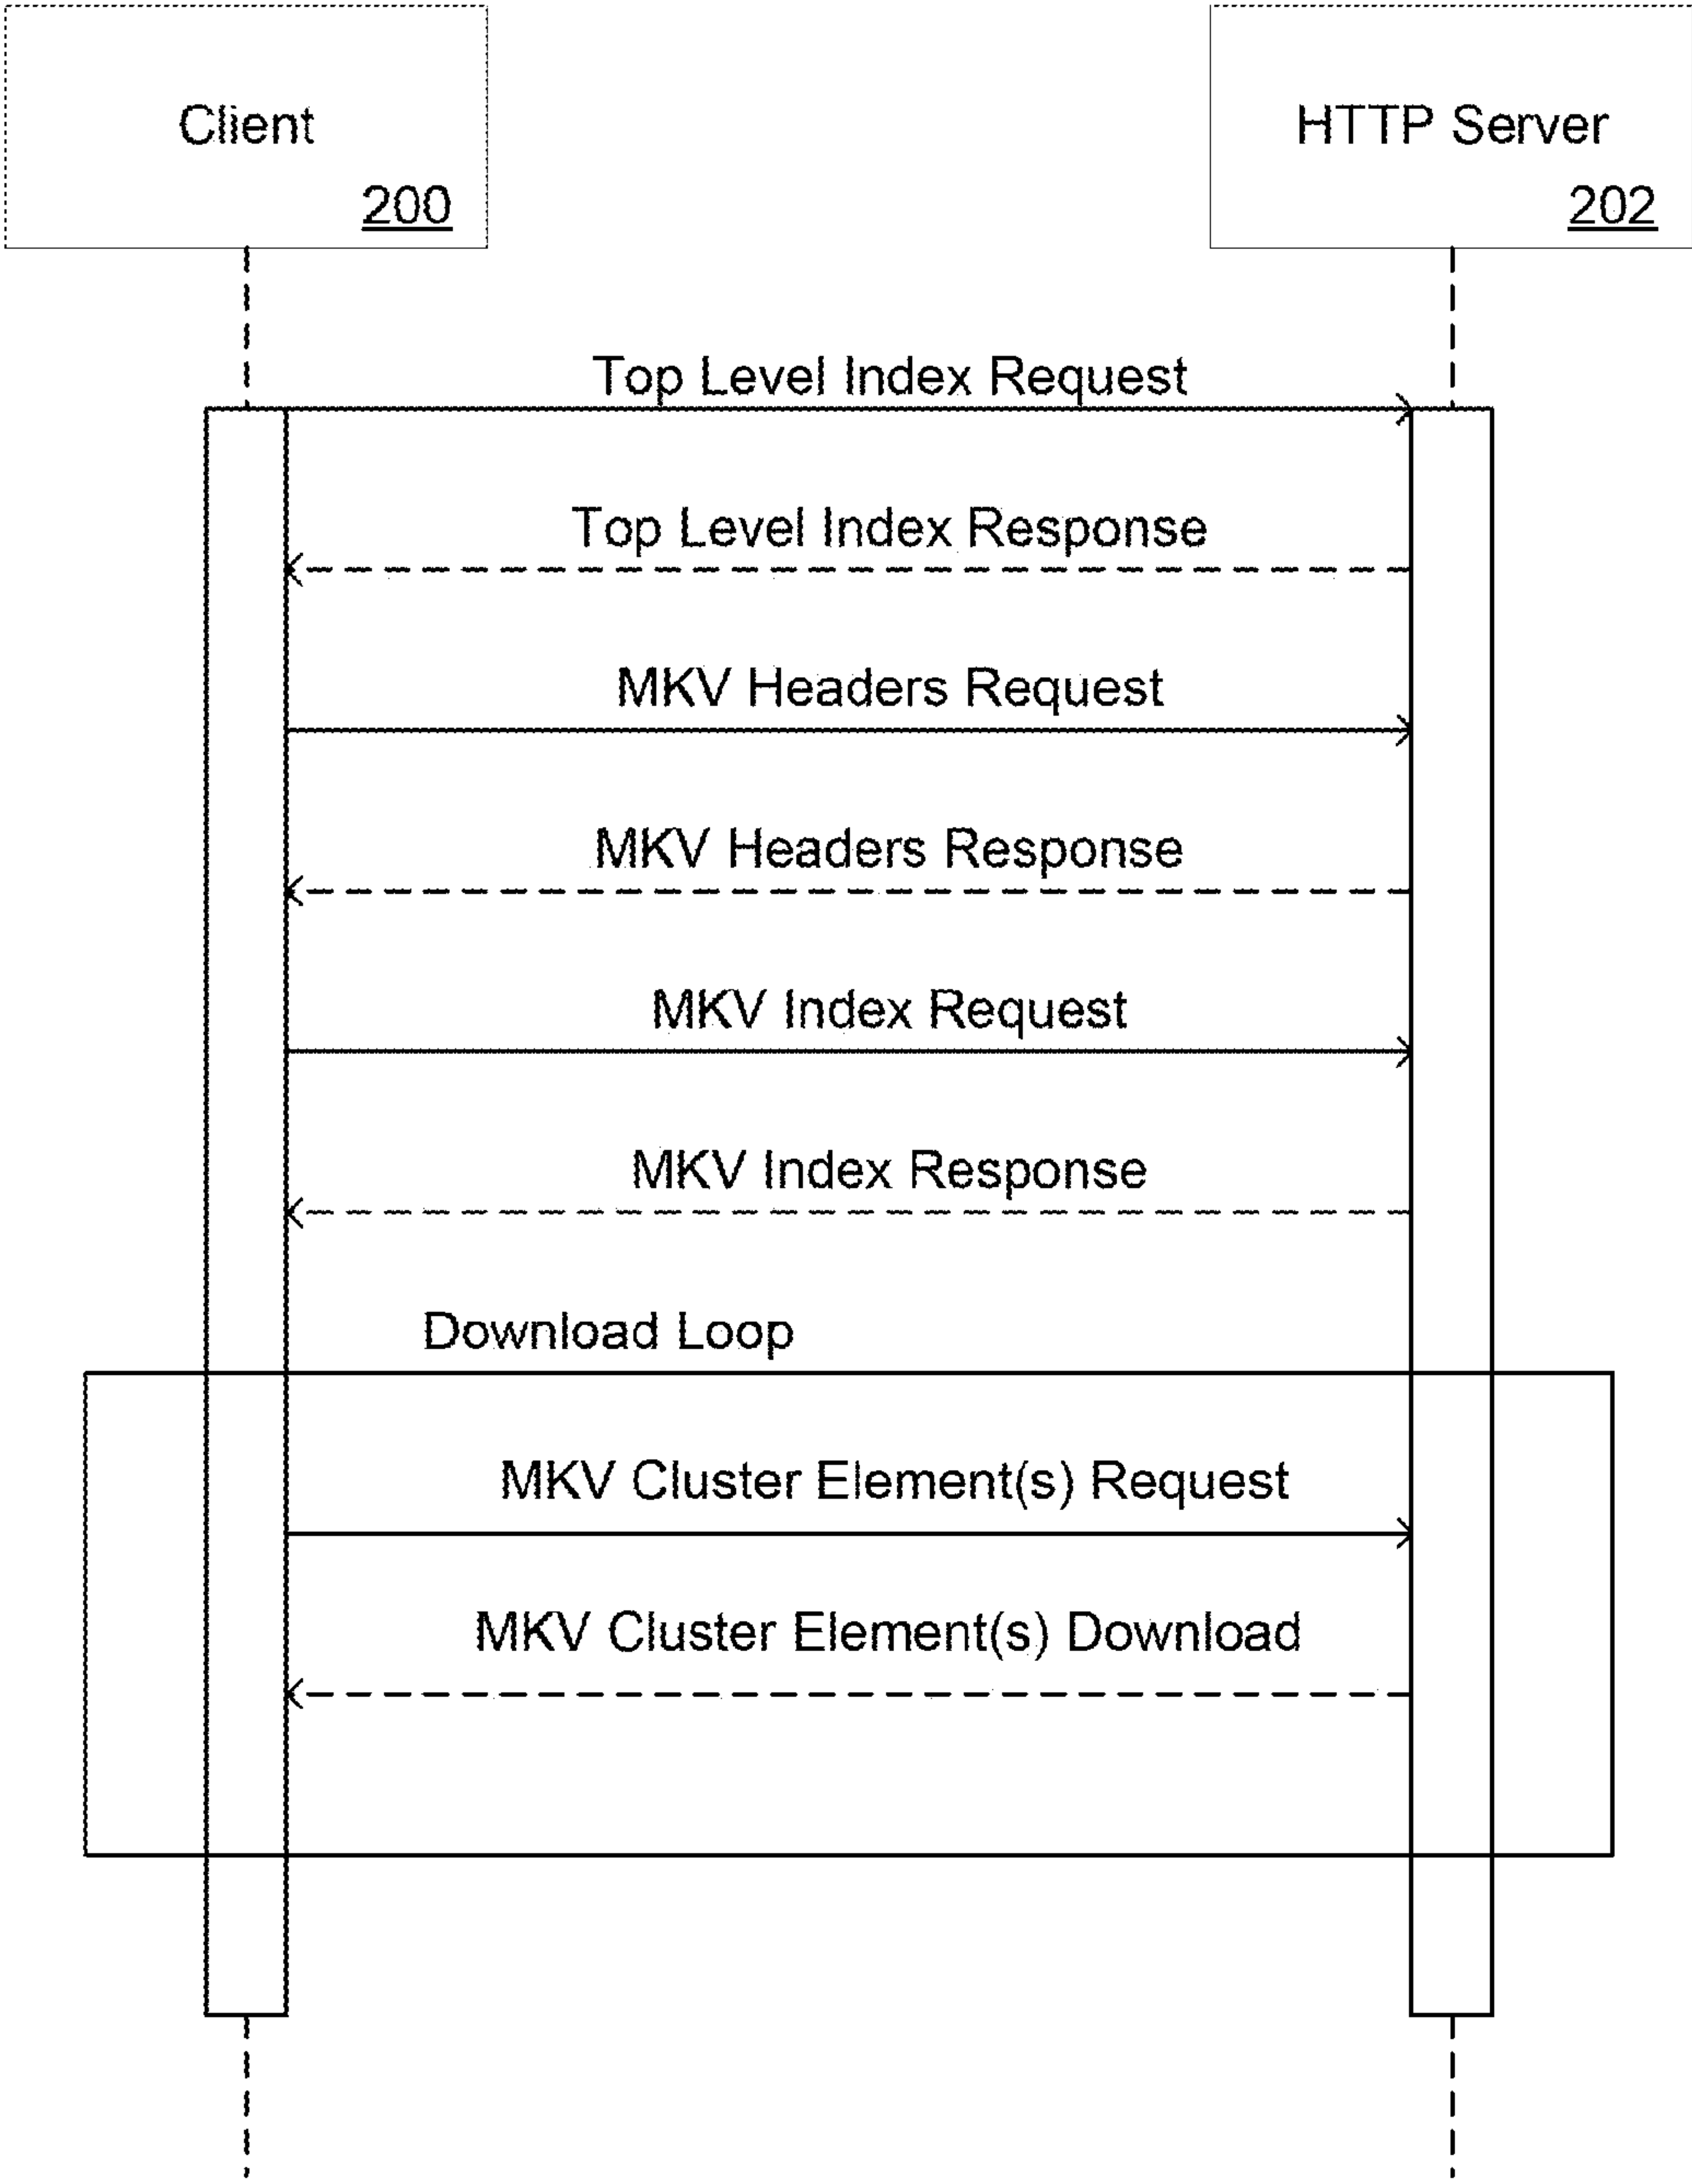 Client
200
HTTP Server
202
Top Level Index Request
Top Level Index Response
MKV Headers Request
MKV Headers Response
MKV Index Request
MKV Index Response
Download Loop
MKV Cluster Element(s) Request
MKV Cluster Element(s) Download